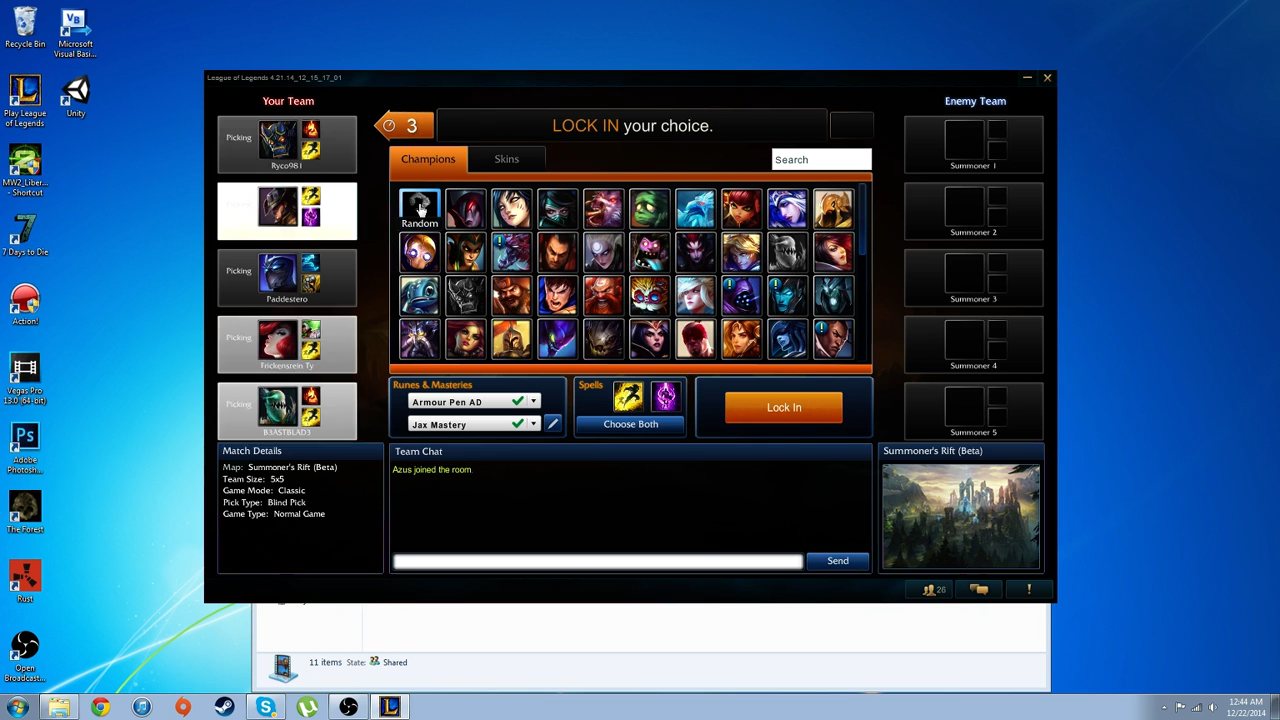 Recycle Bin
Microsoft
Visual Basi...
Play League
of Legends
Unity
MW2_Liber...
- Shortcut
7 Days to Die
Action!
Vegas Pro
13.0 (64-bit)
Adobe
Photosh...
The Forest
Rust
Open
Broadcast...
League of Legends 4.21.14_12_15_17_01
Your Team
Picking
Ryco981
Picking
Paddestero
Picking
Frickenstein Ty
Picking
B3ASTBLAD3
3
LOCK IN your choice.
Champions
Skins
Search
Random
Runes & Masteries
Armour Pen AD
Jax Mastery
Spells
Choose Both
Lock In
Enemy Team
Summoner 1
Summoner 2
Summoner 3
Summoner 4
Summoner 5
Match Details
Map: Summoner's Rift (Beta)
Team Size: 5x5
Game Mode: Classic
Pick Type: Blind Pick
Game Type: Normal Game
Team Chat
Azus joined the room.
Send
Summoner's Rift (Beta)
26
11 items State: Shared
12:44 AM
12/22/2014